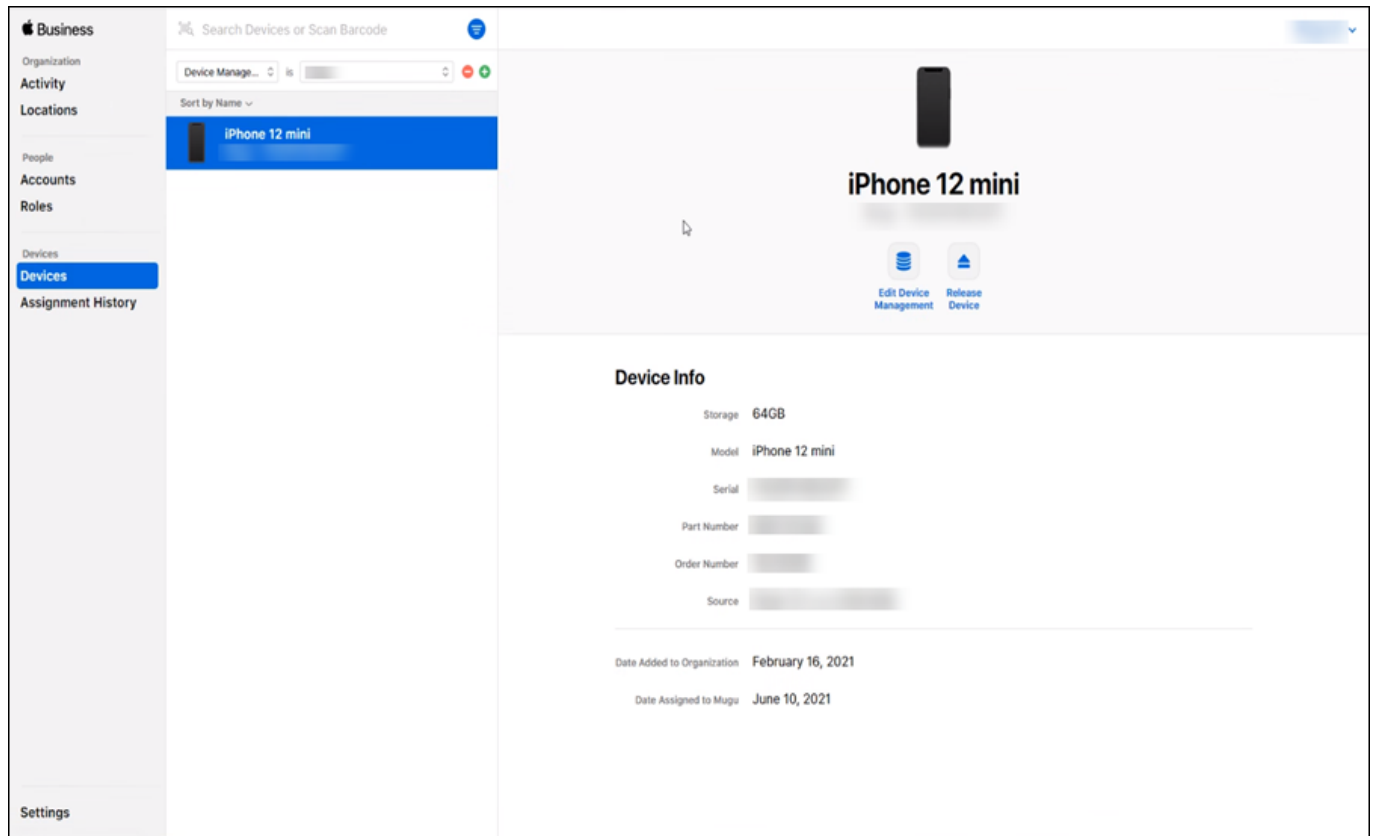 Business
Organization
Activity
Locations
People
Accounts
Roles
Devices
Devices
Assignment History
Settings
Search Devices or Scan Barcode
Device Manage... is
Sort by Name
iPhone 12 mini
iPhone 12 mini
Edit Device Management
Release Device
Device Info
Storage 64GB
Model iPhone 12 mini
Serial
Part Number
Order Number
Source
Date Added to Organization February 16, 2021
Date Assigned to Mugu June 10, 2021